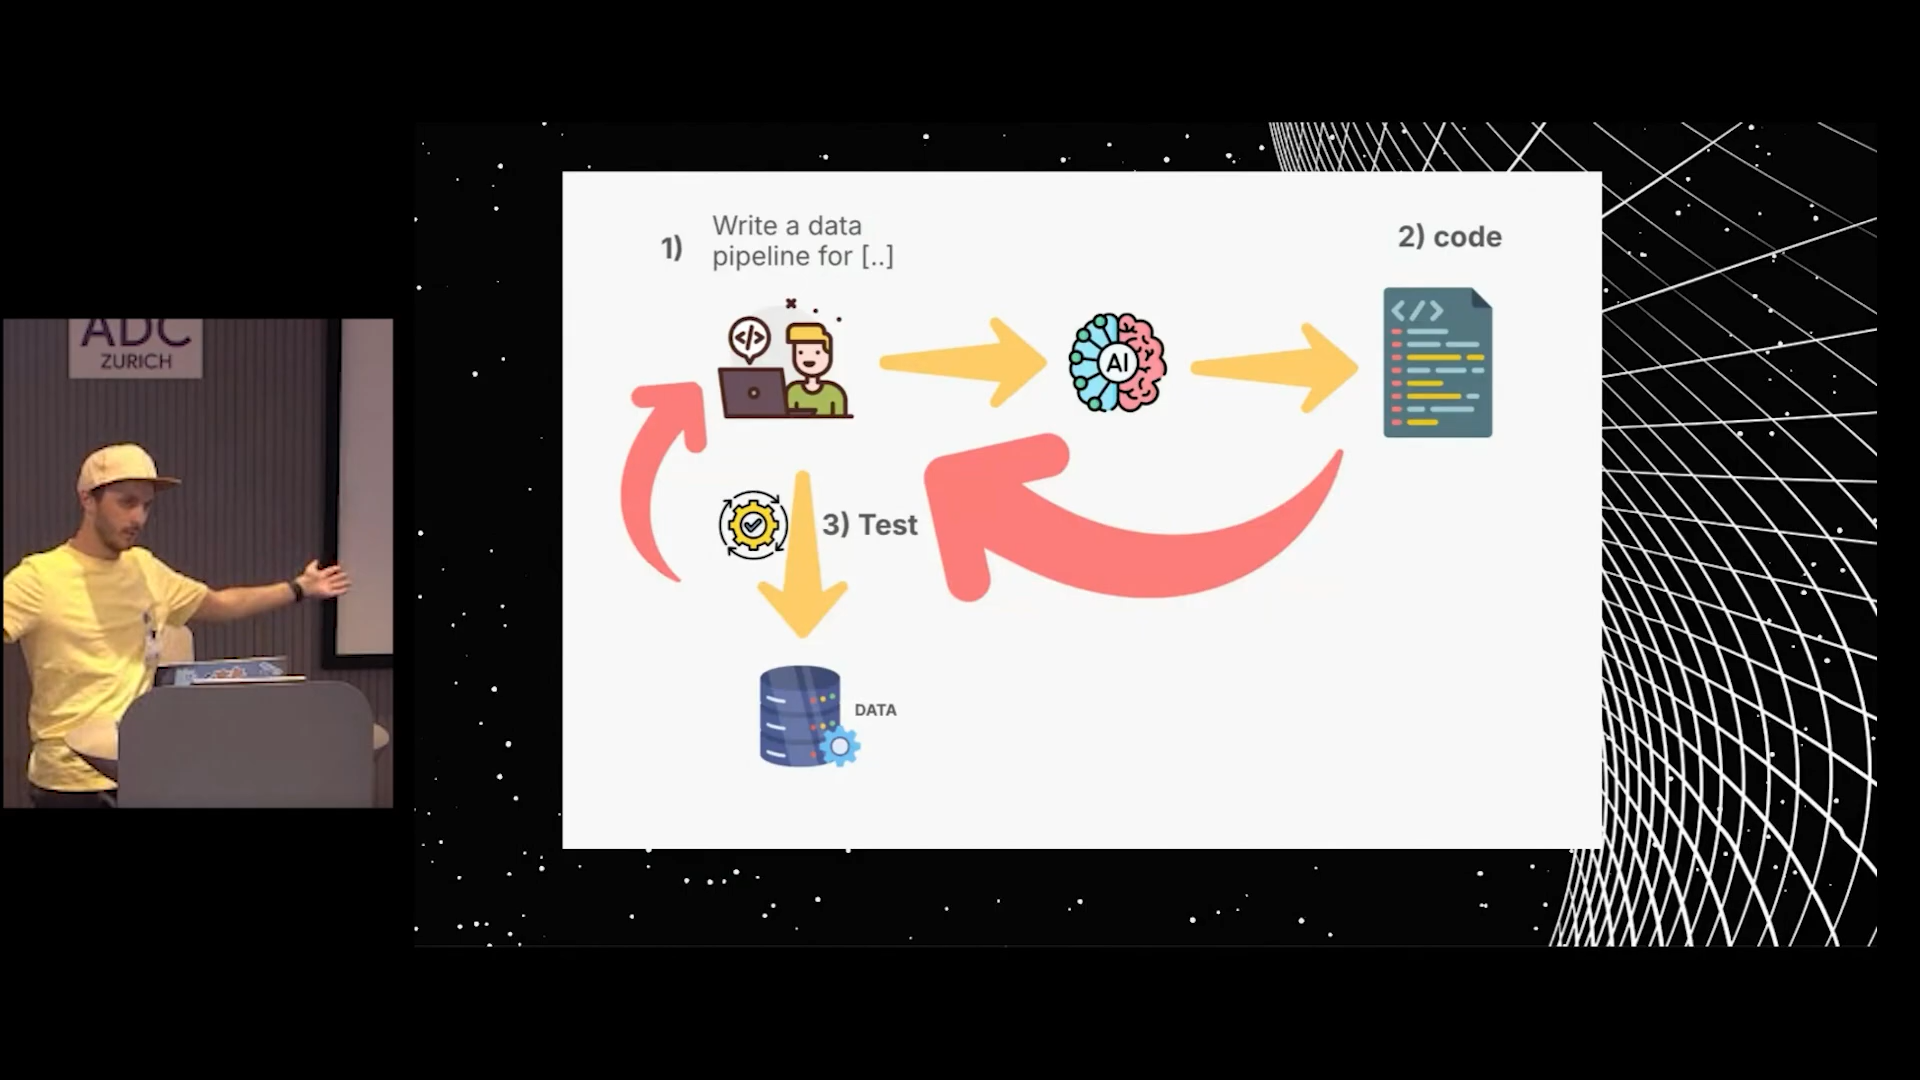 ADC
ZURICH
1)
Write a data
pipeline for [..]
2) code
</>
</>
AI
3) Test
DATA